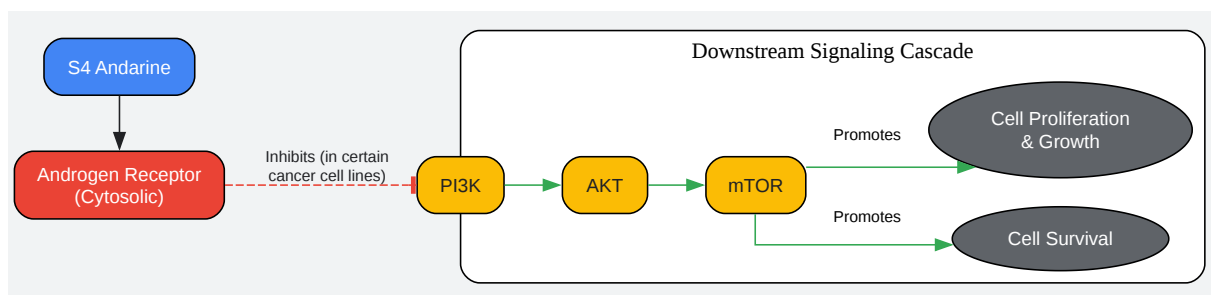 Downstream Signaling Cascade
S4 Andarine
Androgen Receptor
(Cytosolic)
Inhibits (in certain
cancer cell lines)
PI3K
AKT
mTOR
Promotes
Cell Proliferation
& Growth
Promotes
Cell Survival